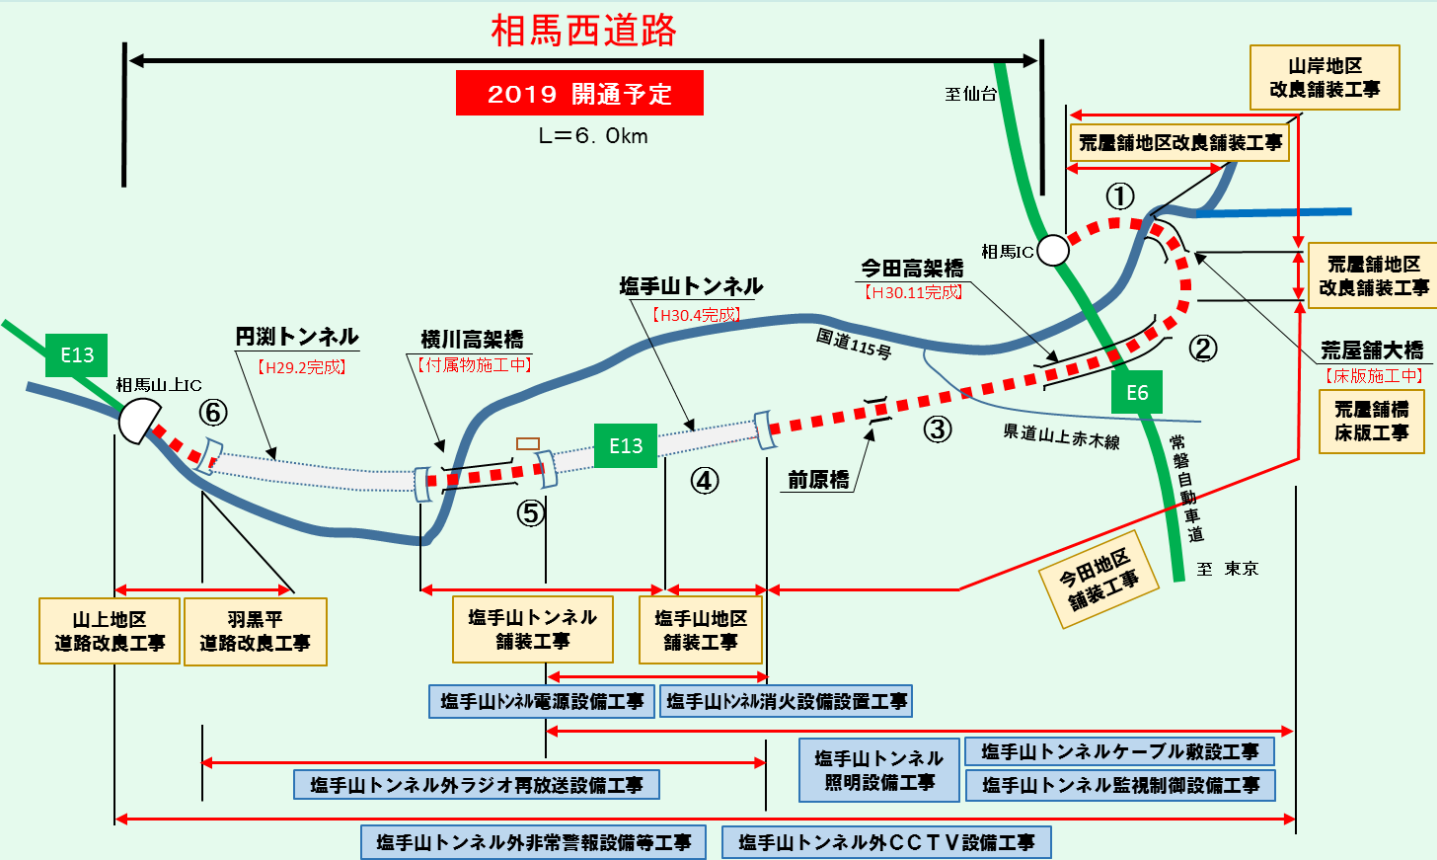 相馬西道路
2019 開通予定
L=6.0km
至仙台
山岸地区
改良舗装工事
荒屋舗地区改良舗装工事
①
相馬IC
荒屋舗地区
改良舗装工事
今田高架橋
【H30.11完成】
塩手山トンネル
【H30.4完成】
国道115号
②
荒屋舗大橋
【床版施工中】
荒屋舗橋
床版工事
円渕トンネル
【H29.2完成】
横川高架橋
【付属物施工中】
E13
相馬山上IC
⑥
E6
③
県道山上赤木線
常磐自動車道
E13
④
前原橋
⑤
至 東京
今田地区
舗装工事
山上地区
道路改良工事
羽黒平
道路改良工事
塩手山トンネル
舗装工事
塩手山地区
舗装工事
塩手山トンネル電源設備工事
塩手山トンネル消火設備設置工事
塩手山トンネル
照明設備工事
塩手山トンネルケーブル敷設工事
塩手山トンネル監視制御設備工事
塩手山トンネル外ラジオ再放送設備工事
塩手山トンネル外非常警報設備等工事
塩手山トンネル外CCTV設備工事